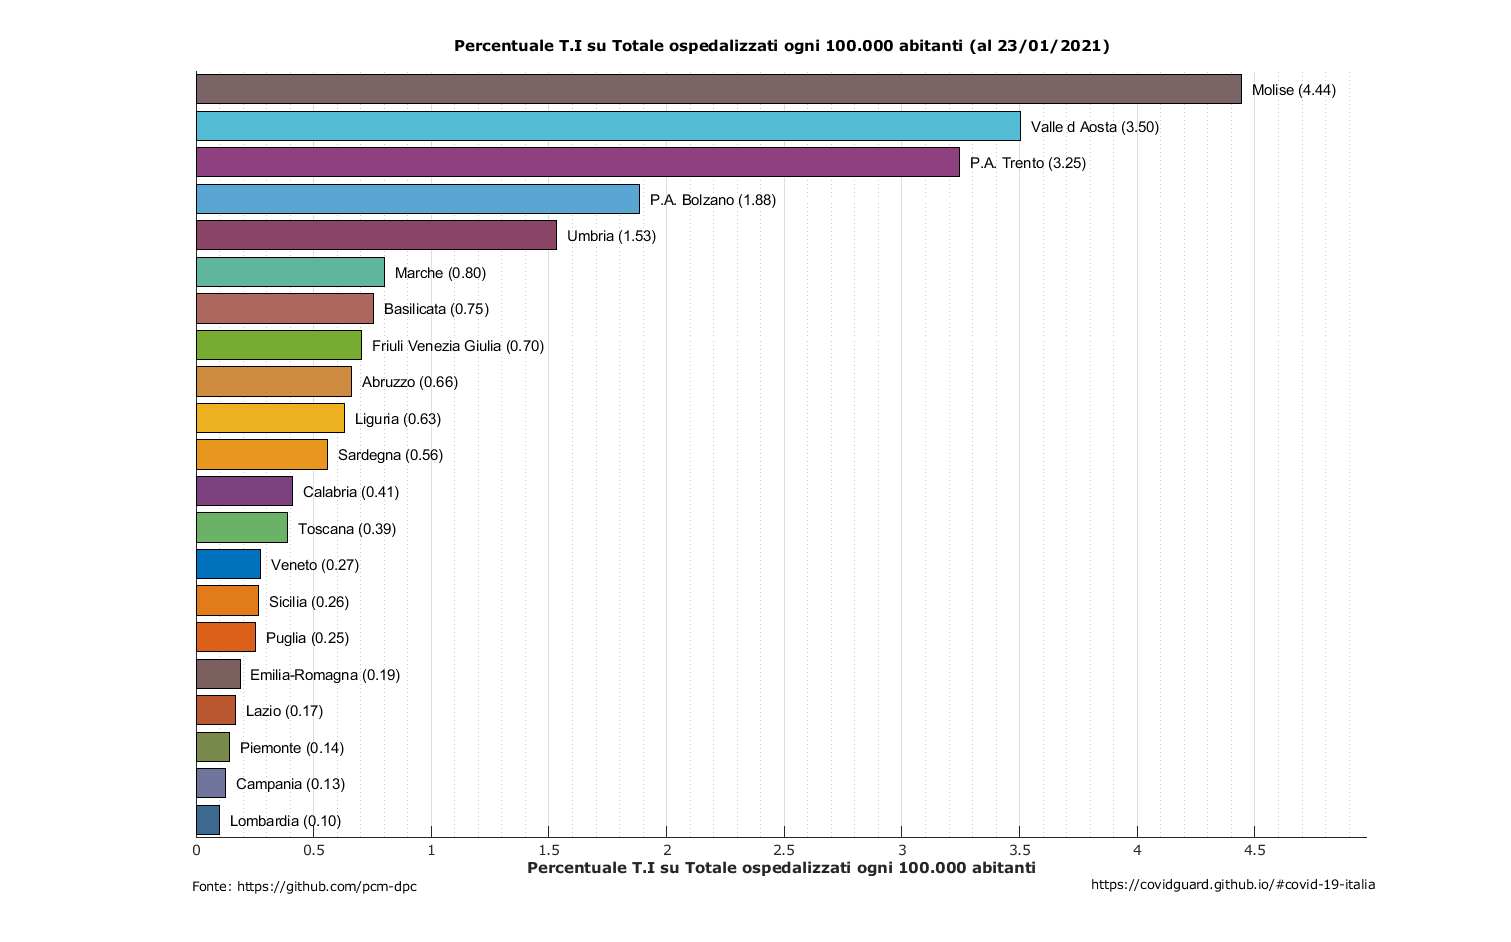 Percentuale T.I su Totale ospedalizzati ogni 100.000 abitanti (al 23/01/2021)
Molise (4.44)
Valle d Aosta (3.50)
P.A. Trento (3.25)
P.A. Bolzano (1.88)
Umbria (1.53)
Marche (0.80)
Basilicata (0.75)
Friuli Venezia Giulia (0.70)
Abruzzo (0.66)
Liguria (0.63)
Sardegna (0.56)
Calabria (0.41)
Toscana (0.39)
Veneto (0.27)
Sicilia (0.26)
Puglia (0.25)
Emilia-Romagna (0.19)
Lazio (0.17)
Piemonte (0.14)
Campania (0.13)
Lombardia (0.10)
0 0.5 1 1.5 2 2.5 3 3.5 4 4.5
Percentuale T.I su Totale ospedalizzati ogni 100.000 abitanti
Fonte: https://github.com/pcm-dpc
https://covidguard.github.io/#covid-19-italia